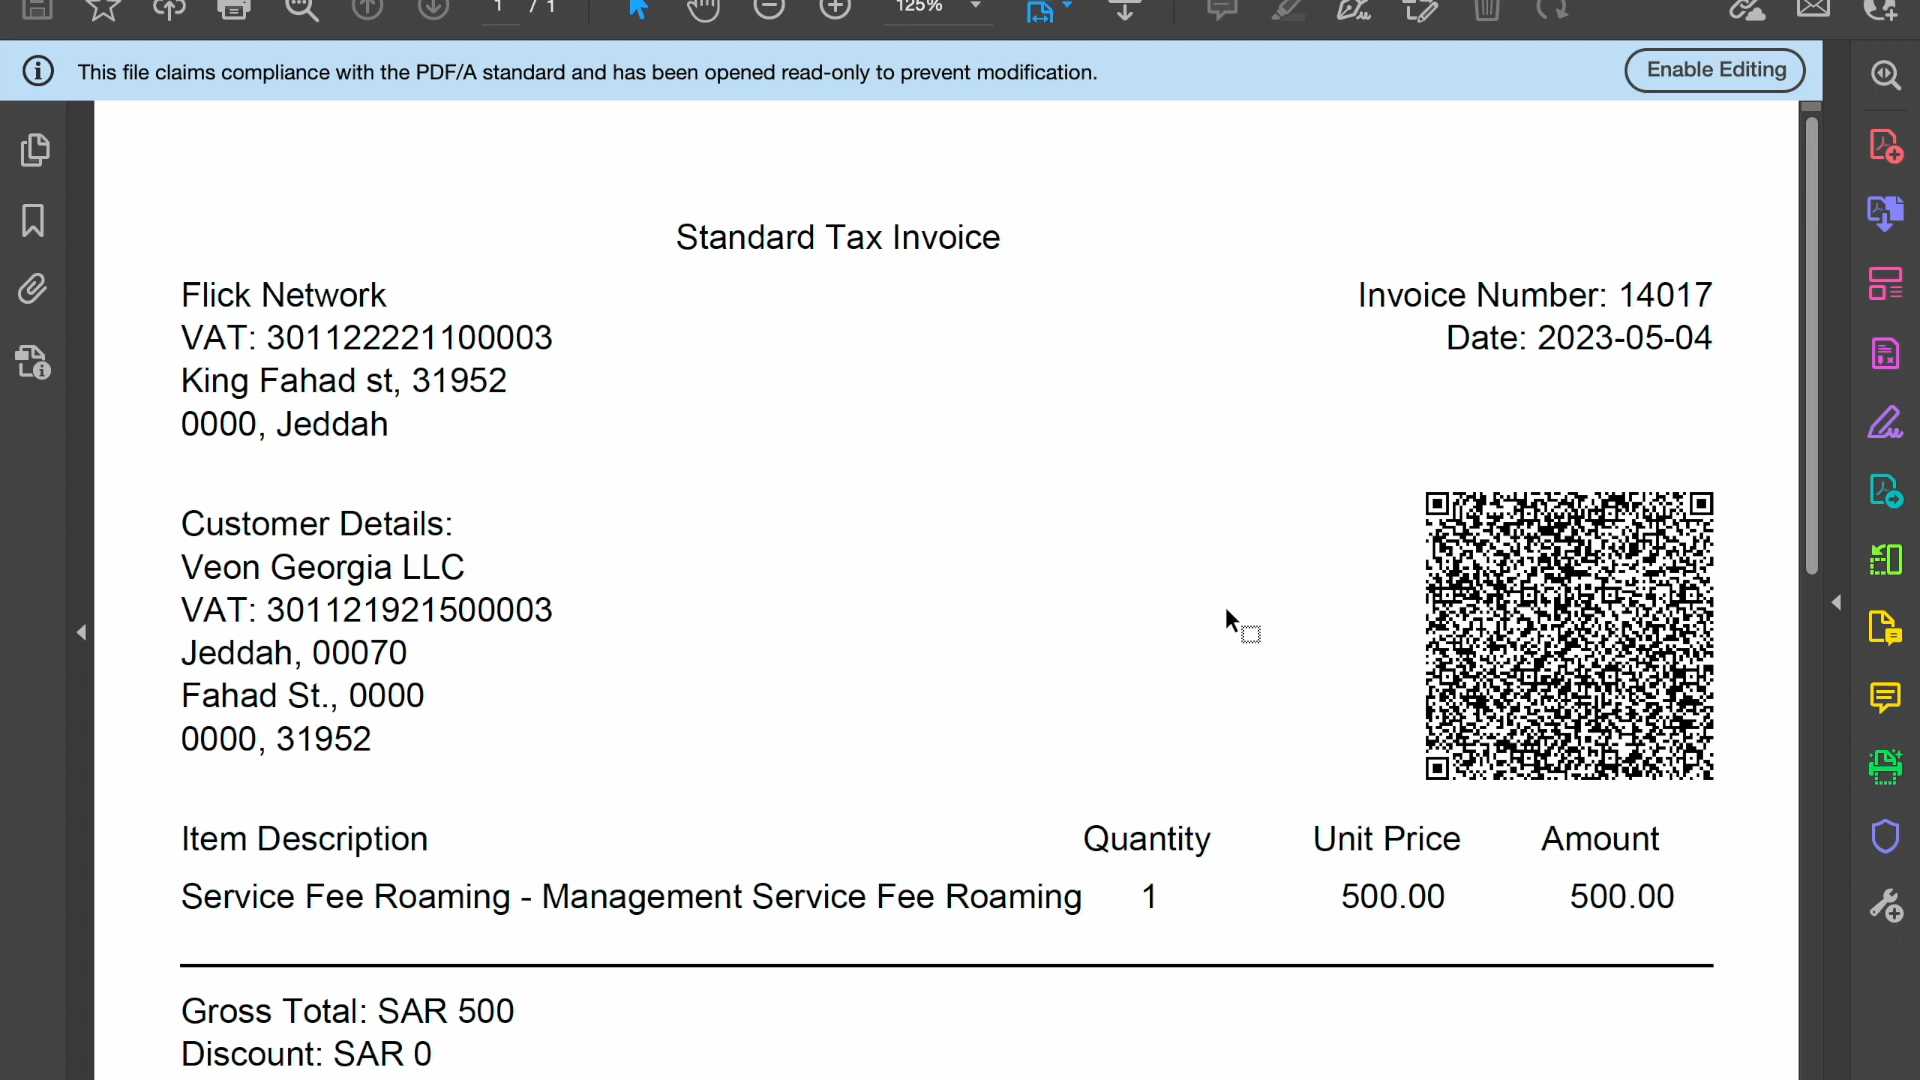 1 / 1 125%
This file claims compliance with the PDF/A standard and has been opened read-only to prevent modification.
Enable Editing
Standard Tax Invoice
Flick Network
VAT: 301122221100003
King Fahad st, 31952
0000, Jeddah
Invoice Number: 14017
Date: 2023-05-04
Customer Details:
Veon Georgia LLC
VAT: 301121921500003
Jeddah, 00070
Fahad St., 0000
0000, 31952
Item Description Quantity Unit Price Amount
Service Fee Roaming - Management Service Fee Roaming 1 500.00 500.00
Gross Total: SAR 500
Discount: SAR 0